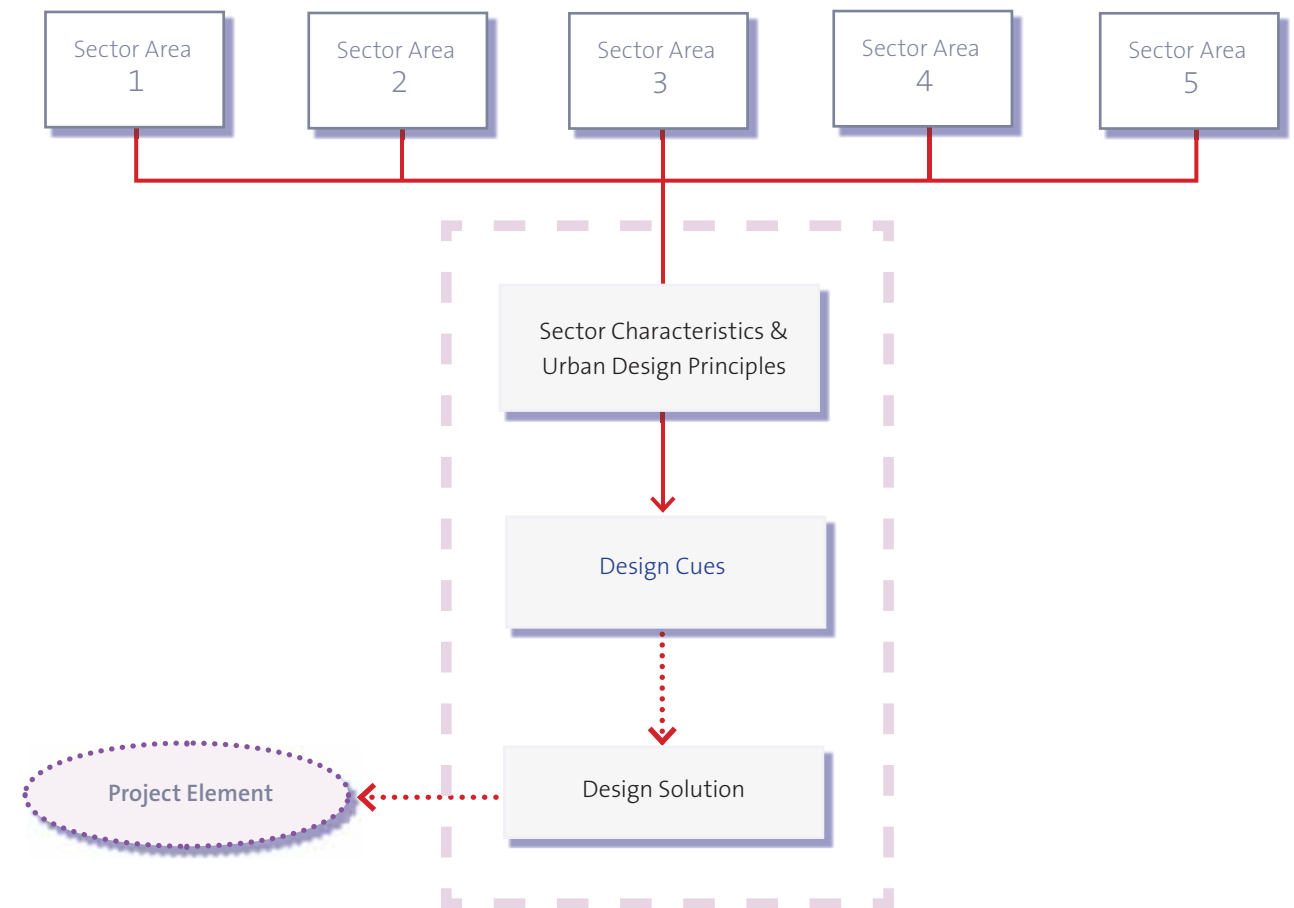 Sector Area
1
Sector Area
2
Sector Area
3
Sector Area
4
Sector Area
5
Sector Characteristics &
Urban Design Principles
Design Cues
Design Solution
Project Element